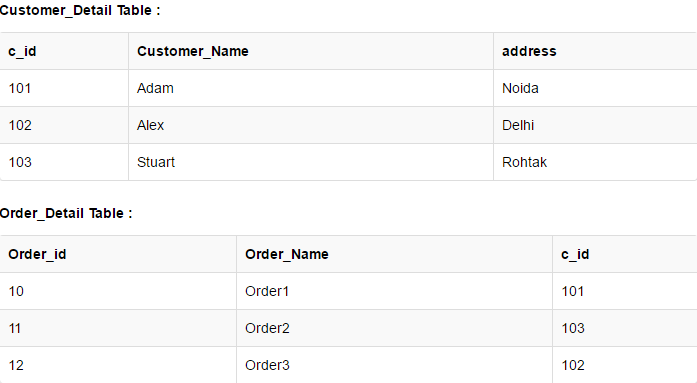 Customer_Detail Table :
c_id Customer_Name address
101 Adam Noida
102 Alex Delhi
103 Stuart Rohtak
Order_Detail Table :
Order_id Order_Name c_id
10 Order1 101
11 Order2 103
12 Order3 102